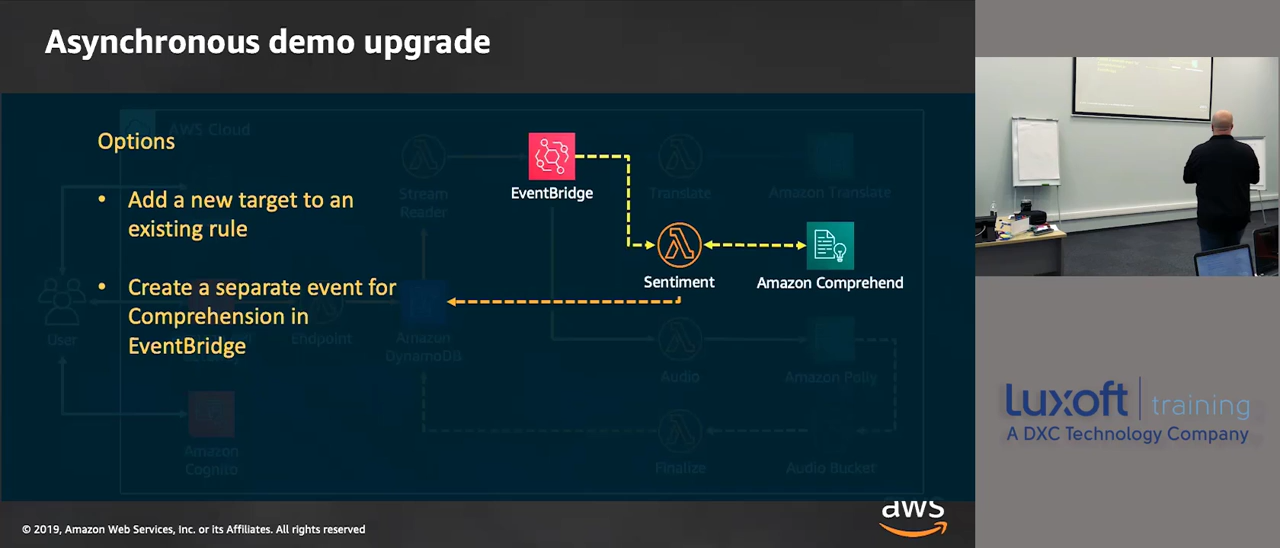 Asynchronous demo upgrade
AWS Cloud
Options
• Add a new target to an
existing rule
• Create a separate event for
Comprehension in
EventBridge
EventBridge
Stream
Reader
Translate
Amazon Translate
Sentiment
Amazon Comprehend
User
Endpoint
Amazon
DynamoDB
Audio
Amazon Polly
Amazon
Cognito
Finalize
Audio Bucket
© 2019, Amazon Web Services, Inc. or its Affiliates. All rights reserved
aws
luxoft training
A DXC Technology Company